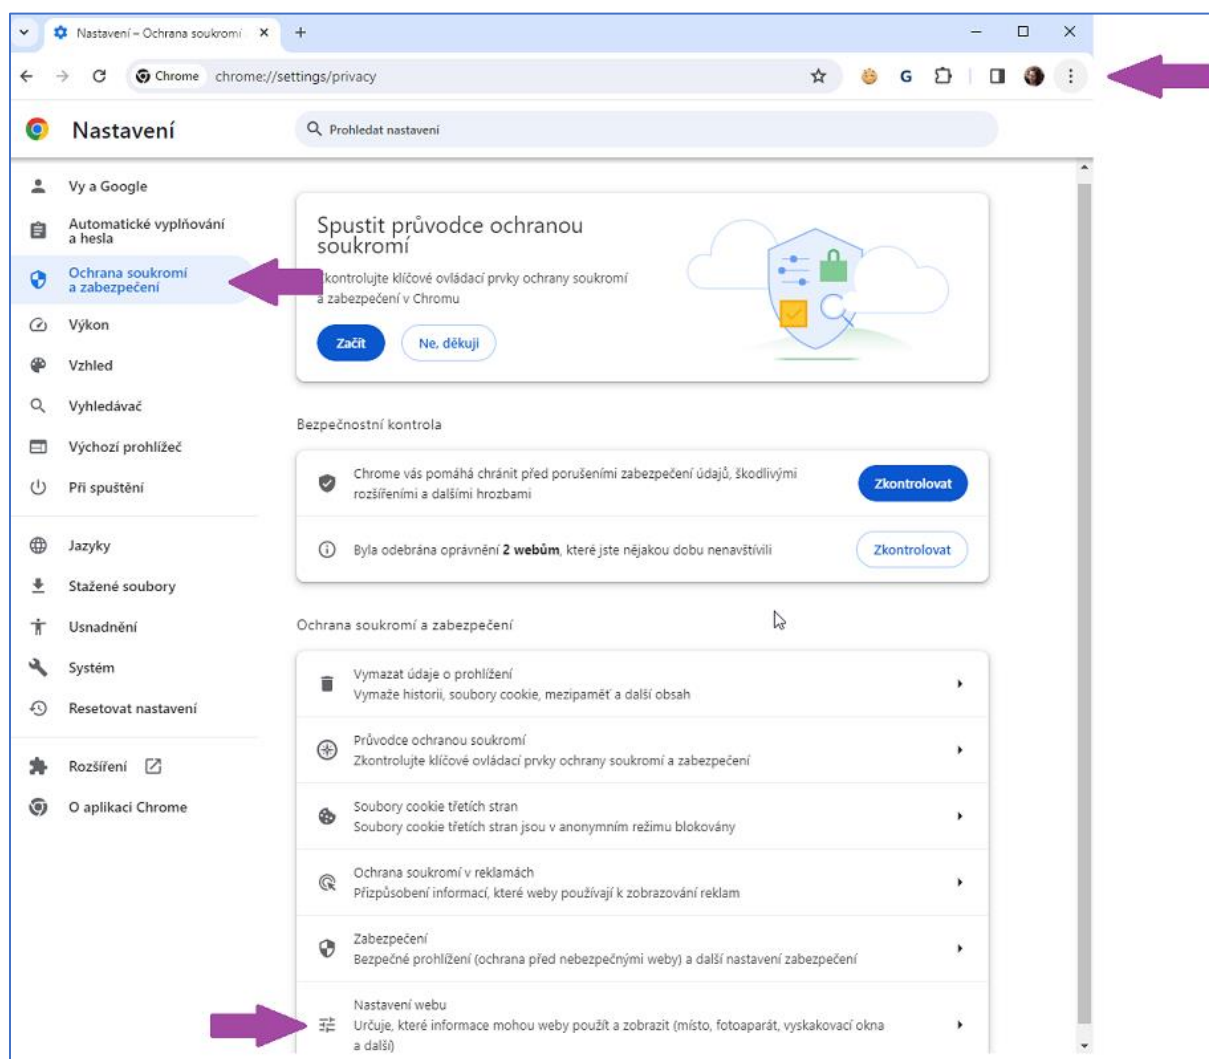 Nastavení – Ochrana soukromí
Chrome chrome://settings/privacy
G
Nastavení
Prohledat nastavení
Vy a Google
Automatické vyplňování
a hesla
Ochrana soukromí
a zabezpečení
Výkon
Vzhled
Vyhledávač
Výchozí prohlížeč
Při spuštění
Jazyky
Stažené soubory
Usnadnění
Systém
Resetovat nastavení
Rozšíření
O aplikaci Chrome
Spustit průvodce ochranou
soukromí
Zkontrolujte klíčové ovládací prvky ochrany soukromí
a zabezpečení v Chromu
Začít
Ne, děkuji
Bezpečnostní kontrola
Chrome vás pomáhá chránit před porušeními zabezpečení údajů, škodlivými
rozšířeními a dalšími hrozbami
Zkontrolovat
Byla odebrána oprávnění 2 webům, které jste nějakou dobu nenavštívili
Zkontrolovat
Ochrana soukromí a zabezpečení
Vymazat údaje o prohlížení
Vymaže historii, soubory cookie, mezipaměť a další obsah
Průvodce ochranou soukromí
Zkontrolujte klíčové ovládací prvky ochrany soukromí a zabezpečení
Soubory cookie třetích stran
Soubory cookie třetích stran jsou v anonymním režimu blokovány
Ochrana soukromí v reklamách
Přizpůsobení informací, které weby používají k zobrazování reklam
Zabezpečení
Bezpečné prohlížení (ochrana před nebezpečnými weby) a další nastavení zabezpečení
Nastavení webu
Určuje, které informace mohou weby použít a zobrazit (místo, fotoaparát, vyskakovací okna
a další)